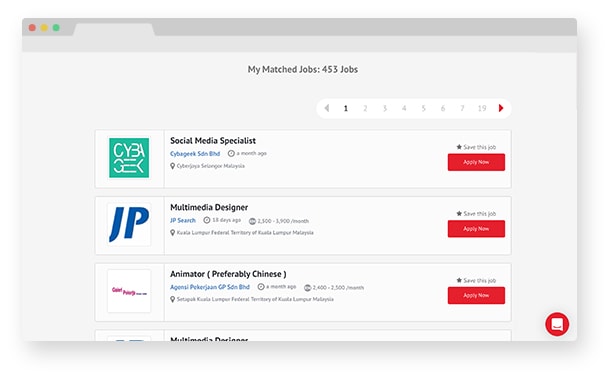 My Matched Jobs: 453 Jobs
1 2 3 4 5 6 7 19
CYBA
GEEK
Social Media Specialist
Cybageek Sdn Bhd a month ago
Cyberjaya Selangor Malaysia
Save this job
Apply Now
JP
Multimedia Designer
JP Search 18 days ago 2,500 - 3,900 /month
Kuala Lumpur Federal Territory of Kuala Lumpur Malaysia
Save this job
Apply Now
Animator ( Preferably Chinese )
Agensi Pekerjaan GP Sdn Bhd a month ago 2,400 - 2,500 /month
Setapak Kuala Lumpur Federal Territory of Kuala Lumpur Malaysia
Save this job
Apply Now
Multimedia Designer